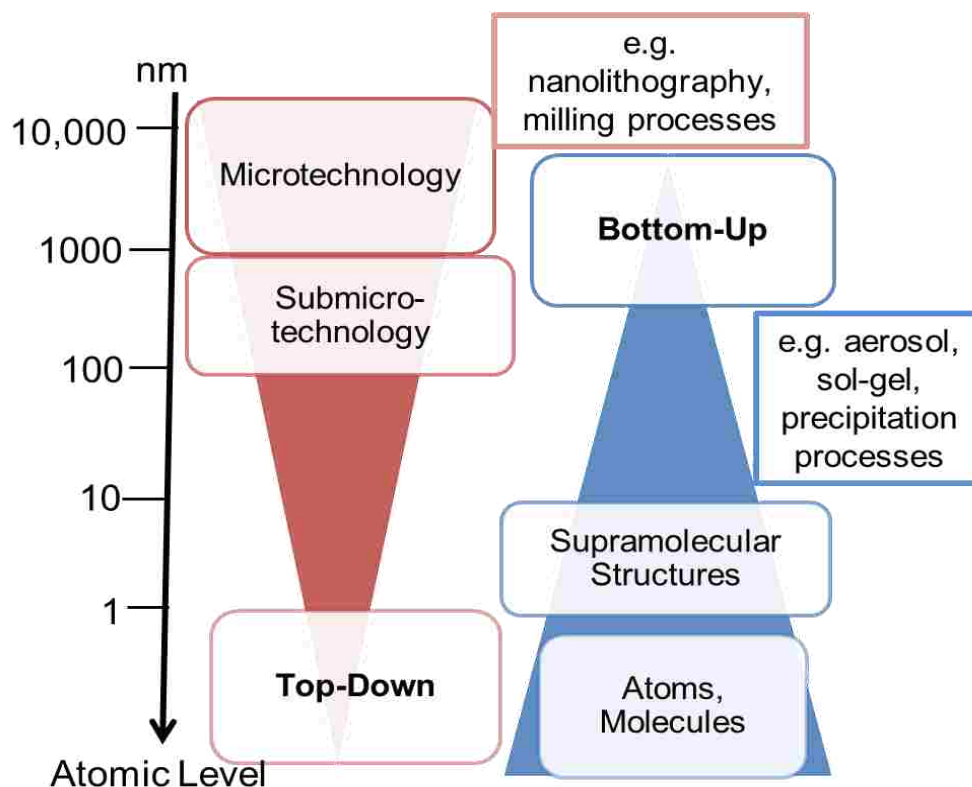 nm
10,000
1000
100
10
1
Atomic Level
Microtechnology
Submicro-
technology
Top-Down
e.g.
nanolithography,
milling processes
Bottom-Up
e.g. aerosol,
sol-gel,
precipitation
processes
Supramolecular
Structures
Atoms,
Molecules